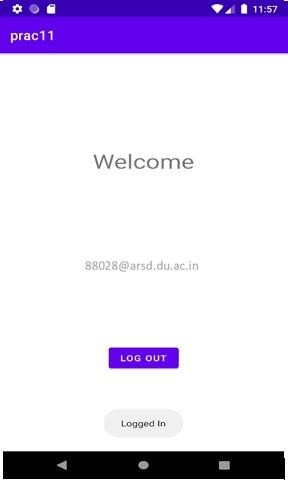 11:57
prac11
Welcome
88028@arsd.du.ac.in
LOG OUT
Logged In